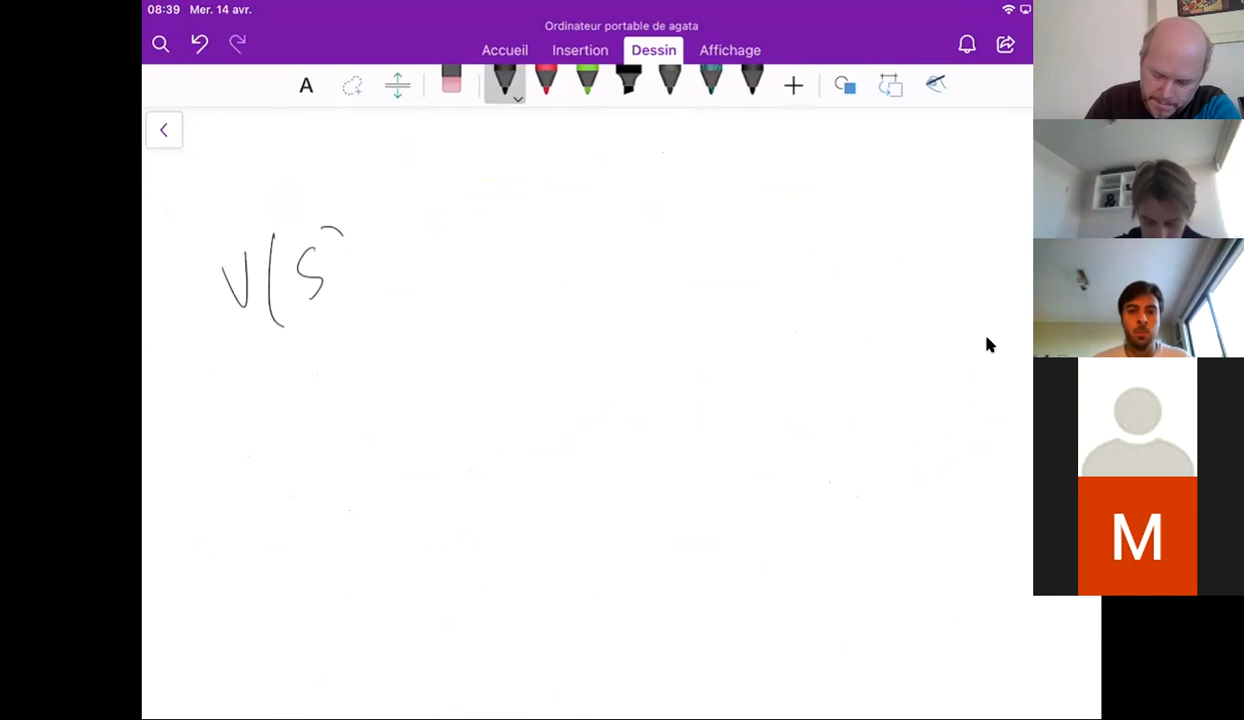 08:39 Mer. 14 avr.
Ordinateur portable de agata
Accueil Insertion Dessin Affichage
A
V(S
M